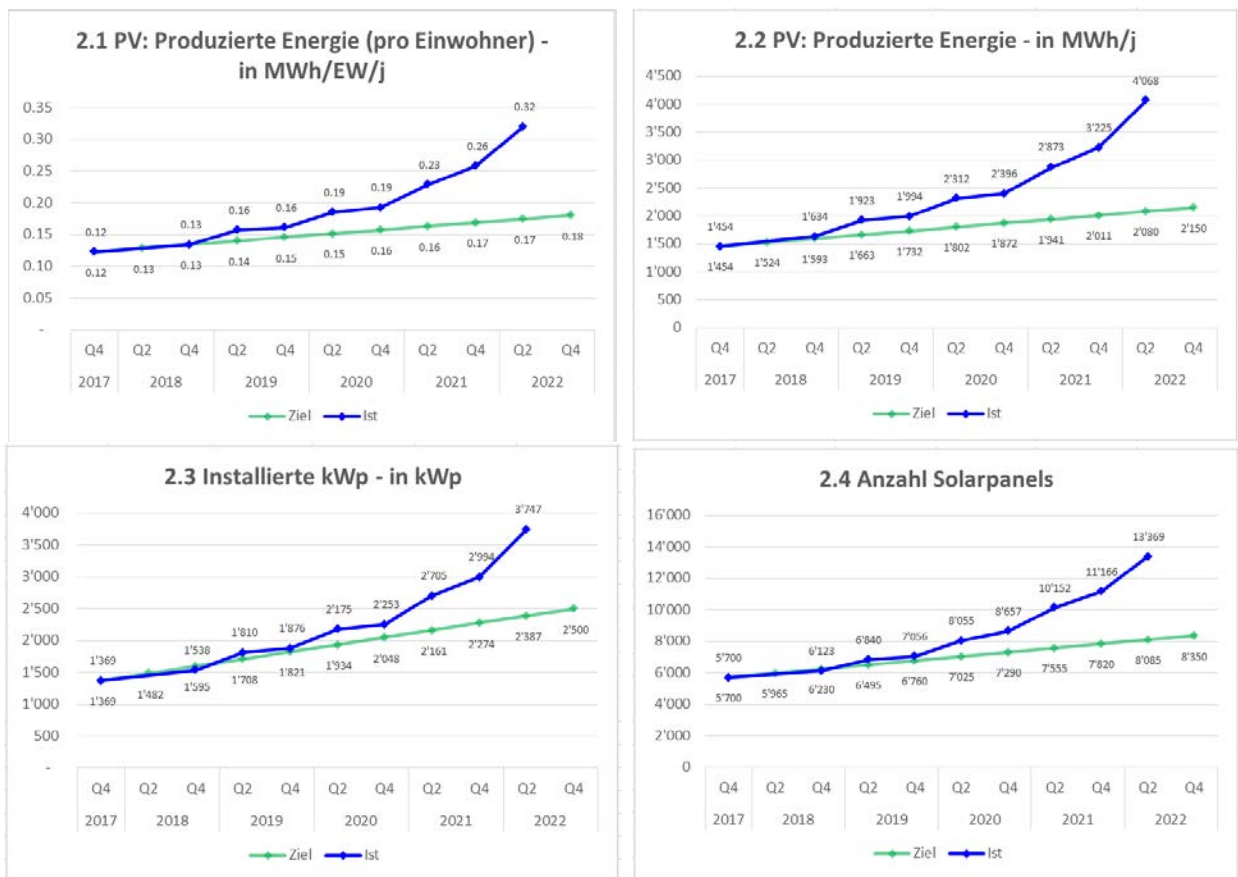 2.1 PV: Produzierte Energie (pro Einwohner) -
in MWh/EW/j
0.35
0.30
0.25
0.20
0.15
0.10
0.05
-
0.12 0.13 0.16 0.16 0.19 0.19 0.23 0.26 0.32
0.12 0.13 0.13 0.14 0.15 0.15 0.16 0.16 0.17 0.17 0.18
Q4 Q2 Q4 Q2 Q4 Q2 Q4 Q2 Q4 Q2 Q4
2017 2018 2019 2020 2021 2022
Ziel Ist
2.2 PV: Produzierte Energie - in MWh/j
4'500
4'000
3'500
3'000
2'500
2'000
1'500
1'000
500
0
1'454 1'634 1'923 1'994 2'312 2'396 2'873 3'225 4'068
1'454 1'524 1'593 1'663 1'732 1'802 1'872 1'941 2'011 2'080 2'150
Q4 Q2 Q4 Q2 Q4 Q2 Q4 Q2 Q4 Q2 Q4
2017 2018 2019 2020 2021 2022
Ziel Ist
2.3 Installierte kWp - in kWp
4'000
3'500
3'000
2'500
2'000
1'500
1'000
500
-
1'369 1'538 1'810 1'876 2'175 2'253 2'705 2'994 3'747
1'369 1'482 1'595 1'708 1'821 1'934 2'048 2'161 2'274 2'387 2'500
Q4 Q2 Q4 Q2 Q4 Q2 Q4 Q2 Q4 Q2 Q4
2017 2018 2019 2020 2021 2022
Ziel Ist
2.4 Anzahl Solarpanels
16'000
14'000
12'000
10'000
8'000
6'000
4'000
2'000
0
5'700 6'123 6'840 7'056 8'055 8'657 10'152 11'166 13'369
5'700 5'965 6'230 6'495 6'760 7'025 7'290 7'555 7'820 8'085 8'350
Q4 Q2 Q4 Q2 Q4 Q2 Q4 Q2 Q4 Q2 Q4
2017 2018 2019 2020 2021 2022
Ziel Ist